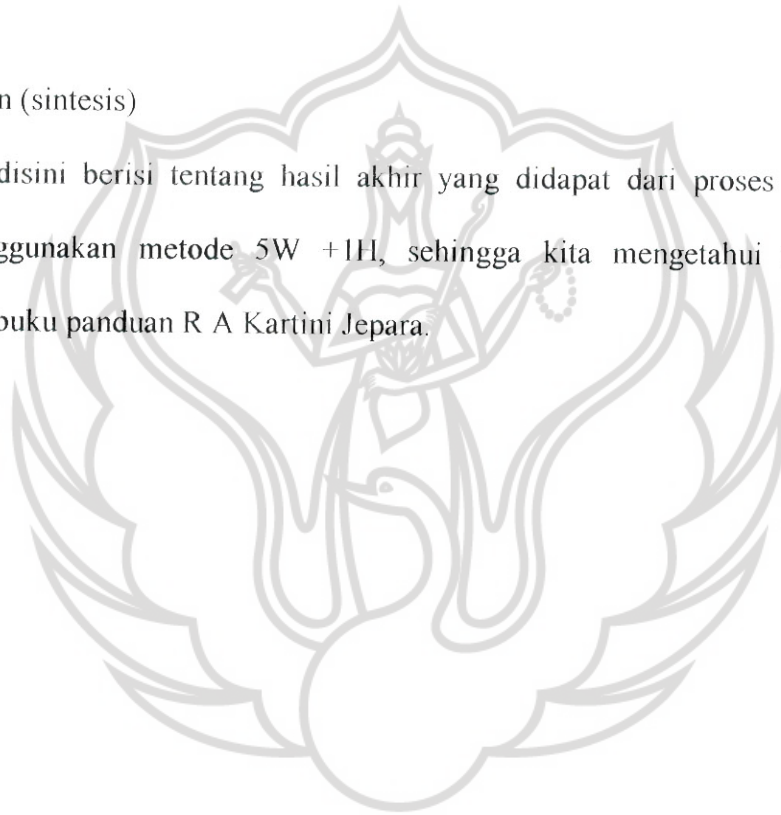 n (sintesis)
disini berisi tentang hasil akhir yang didapat dari proses
ggunakan metode 5W +1H, sehingga kita mengetahui
buku panduan R A Kartini Jepara.